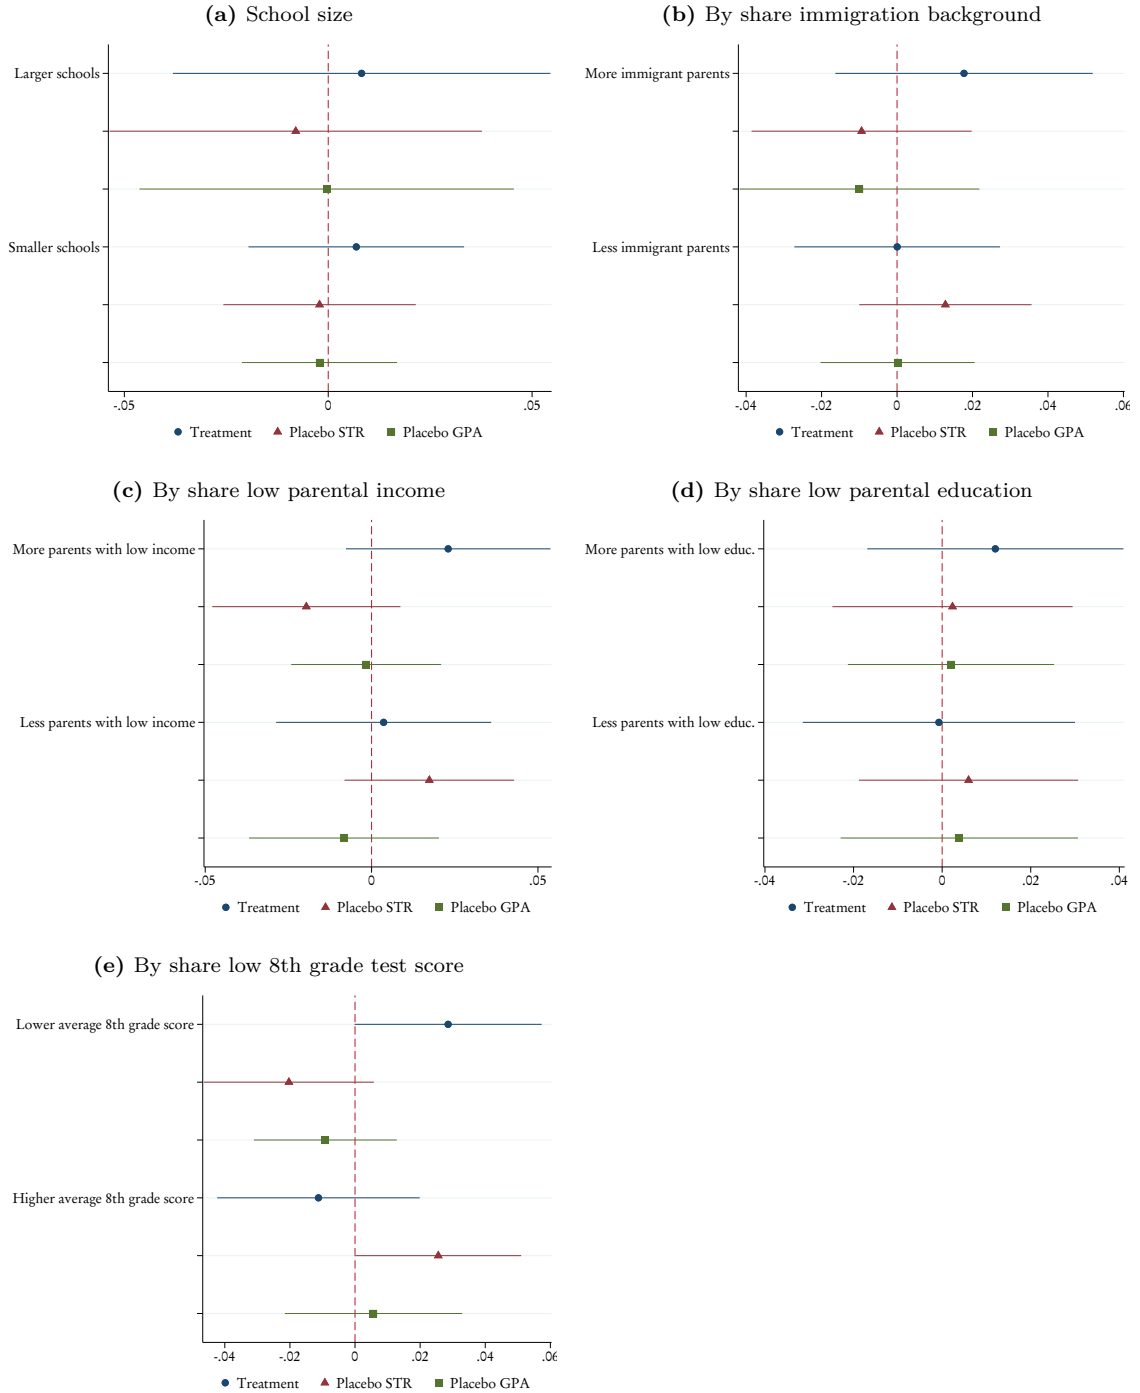 (a) School size
Larger schools
Smaller schools
-.05 0 .05
Treatment Placebo STR Placebo GPA
(b) By share immigration background
More immigrant parents
Less immigrant parents
-.04 -.02 0 .02 .04 .06
Treatment Placebo STR Placebo GPA
(c) By share low parental income
More parents with low income
Less parents with low income
-.05 0 .05
Treatment Placebo STR Placebo GPA
(d) By share low parental education
More parents with low educ.
Less parents with low educ.
-.04 -.02 0 .02 .04
Treatment Placebo STR Placebo GPA
(e) By share low 8th grade test score
Lower average 8th grade score
Higher average 8th grade score
-.04 -.02 0 .02 .04 .06
Treatment Placebo STR Placebo GPA